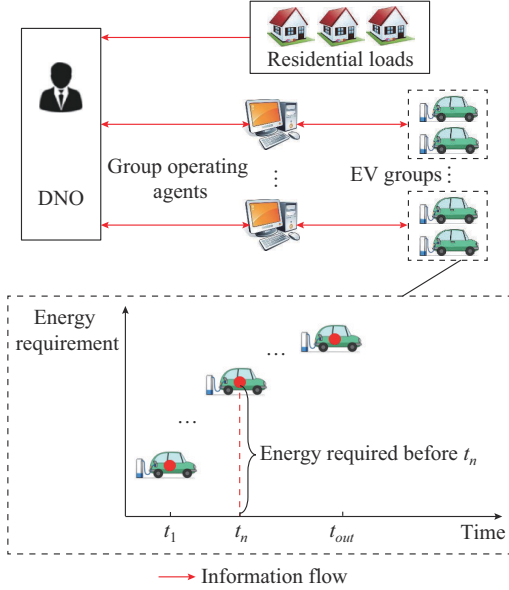 Residential loads
DNO
Group operating
agents
⋮
EV groups
⋮
Energy
requirement
...
...
Energy required before tₙ
t₁
tₙ
t_out
Time
Information flow